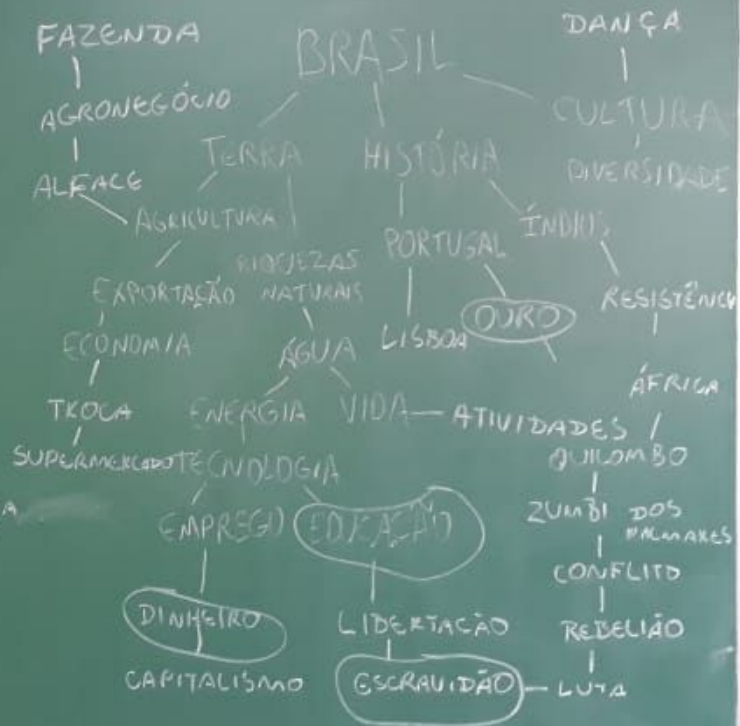 FAZENDA
BRASIL
DANÇA
AGRONEGÓCIO
CULTURA
TERRA
HISTÓRIA
DIVERSIDADE
ALFACE
AGRICULTURA
PORTUGAL
ÍNDIOS
RIQUEZAS
NATURAIS
EXPORTAÇÃO
OURO
RESISTÊNCIA
ECONOMIA
ÁGUA
LISBOA
ÁFRICA
TROCA
ENERGIA
VIDA
ATIVIDADES
QUILOMBO
SUPERMERCADO
TECNOLOGIA
ZUMBI DOS
PALMARES
EMPREGO
EDUCAÇÃO
CONFLITO
DINHEIRO
LIBERTAÇÃO
REBELIÃO
CAPITALISMO
ESCRAVIDÃO
LUTA